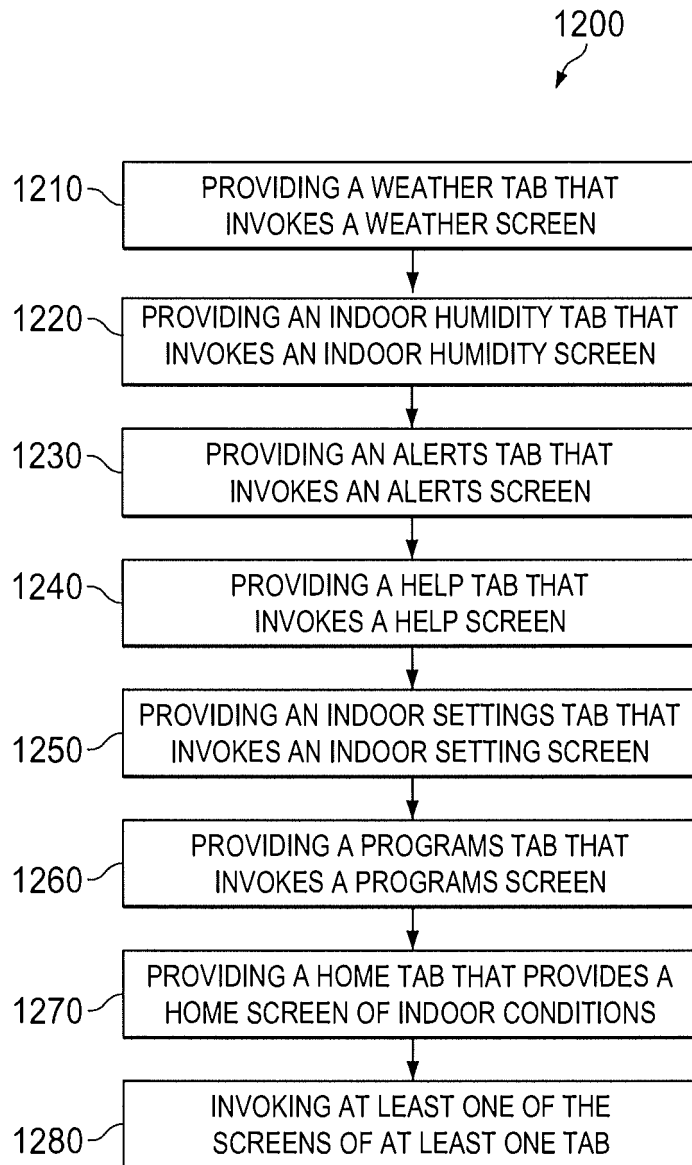 1200
1210
PROVIDING A WEATHER TAB THAT
INVOKES A WEATHER SCREEN
1220
PROVIDING AN INDOOR HUMIDITY TAB THAT
INVOKES AN INDOOR HUMIDITY SCREEN
1230
PROVIDING AN ALERTS TAB THAT
INVOKES AN ALERTS SCREEN
1240
PROVIDING A HELP TAB THAT
INVOKES A HELP SCREEN
1250
PROVIDING AN INDOOR SETTINGS TAB THAT
INVOKES AN INDOOR SETTING SCREEN
1260
PROVIDING A PROGRAMS TAB THAT
INVOKES A PROGRAMS SCREEN
1270
PROVIDING A HOME TAB THAT PROVIDES A
HOME SCREEN OF INDOOR CONDITIONS
1280
INVOKING AT LEAST ONE OF THE
SCREENS OF AT LEAST ONE TAB